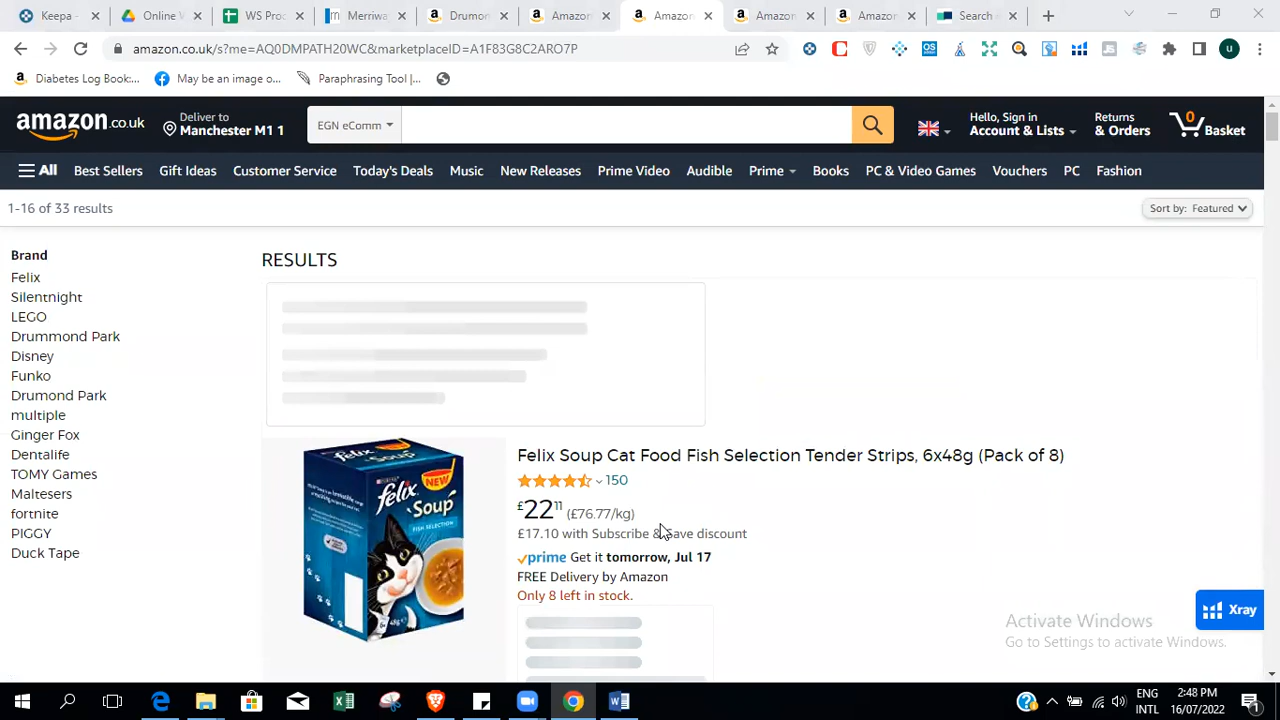 Keepa -
Online W
WS Proc
Merriwa
Drumon
Amazon
Amazon
Amazon
Amazon
Search r
amazon.co.uk/s?me=AQ0DMPATH20WC&marketplaceID=A1F83G8C2ARO7P
Diabetes Log Book:...
May be an image o...
Paraphrasing Tool |...
amazon.co.uk
Deliver to
Manchester M1 1
EGN eComm
Hello, Sign in
Account & Lists
Returns
& Orders
0
Basket
All
Best Sellers
Gift Ideas
Customer Service
Today's Deals
Music
New Releases
Prime Video
Audible
Prime
Books
PC & Video Games
Vouchers
PC
Fashion
1-16 of 33 results
Sort by: Featured
Brand
Felix
Silentnight
LEGO
Drummond Park
Disney
Funko
Drumond Park
multiple
Ginger Fox
Dentalife
TOMY Games
Maltesers
fortnite
PIGGY
Duck Tape
RESULTS
felix
NEW
Soup
FISH SELECTION
Felix Soup Cat Food Fish Selection Tender Strips, 6x48g (Pack of 8)
150
£22 11 (£76.77/kg)
£17.10 with Subscribe & Save discount
prime Get it tomorrow, Jul 17
FREE Delivery by Amazon
Only 8 left in stock.
Xray
Activate Windows
Go to Settings to activate Windows.
ENG
INTL
2:48 PM
16/07/2022